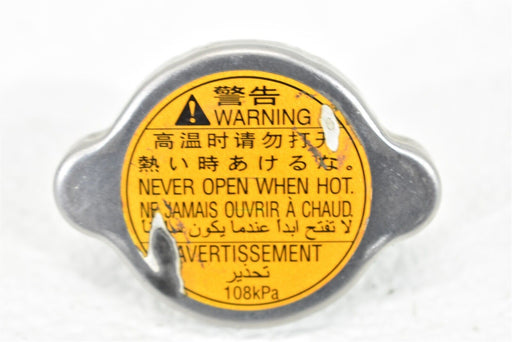 警告
WARNING
高温时请勿打
熱い時あけるな。
NEVER OPEN WHEN HOT.
JAMAIS OUVRIR À CHAUD.
لا تفتح ابدأ عندما يكون
AVERTISSEMENT
تحذير
108kPa